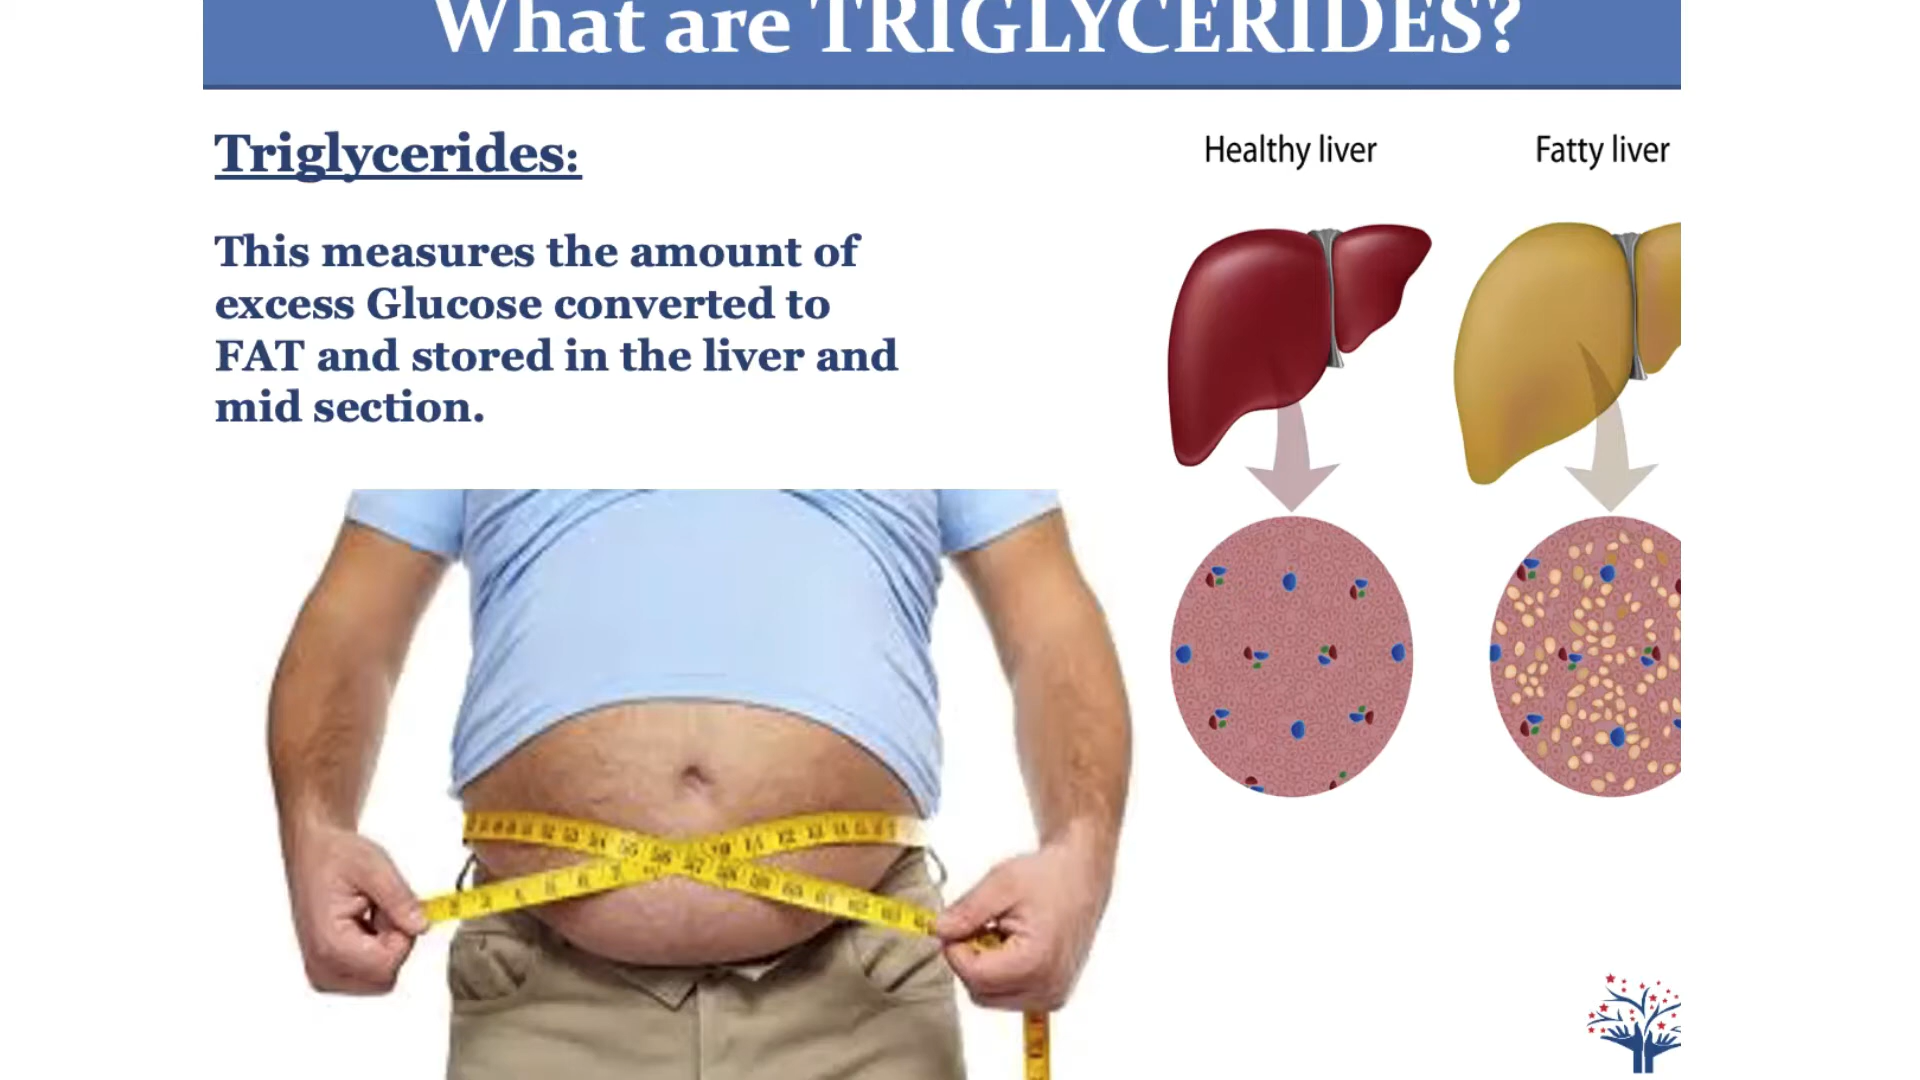 What are TRIGLYCERIDES?
Triglycerides:
This measures the amount of
excess Glucose converted to
FAT and stored in the liver and
mid section.
Healthy liver
Fatty liver